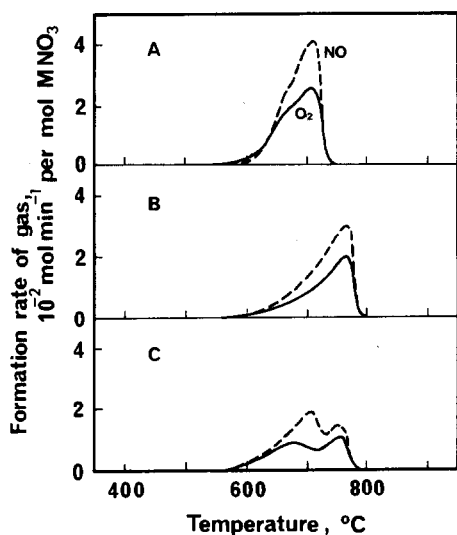 Formation rate of gas,
10⁻² mol min⁻¹ per mol MNO₃
A
4
2
0
NO
O₂
B
4
2
0
C
4
2
0
400
600
800
Temperature, °C